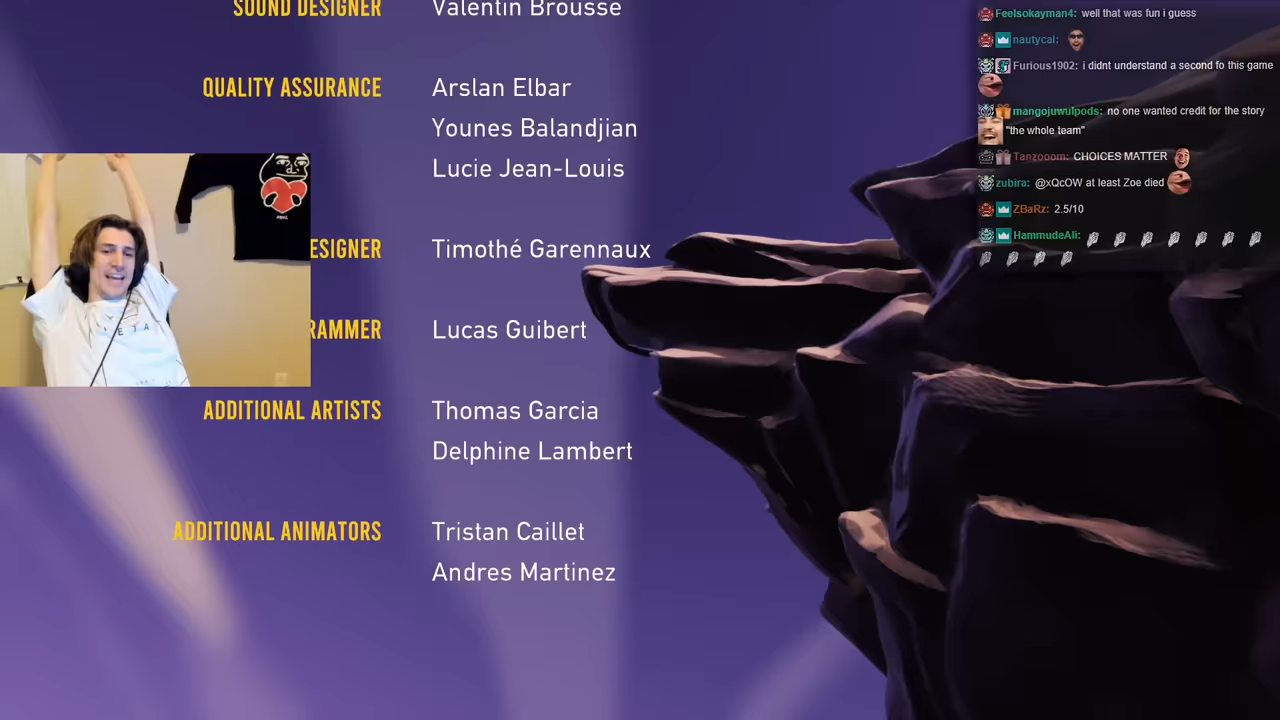 SOUND DESIGNER Valentin Brousse
QUALITY ASSURANCE Arslan Elbar
Younes Balandjian
Lucie Jean-Louis
ESIGNER Timothé Garennaux
RAMMER Lucas Guibert
ADDITIONAL ARTISTS Thomas Garcia
Delphine Lambert
ADDITIONAL ANIMATORS Tristan Caillet
Andres Martinez
Feelsokayman4: well that was fun i guess
nautycal:
Furious1902: i didnt understand a second fo this game
mangojuwulpods: no one wanted credit for the story
"the whole team"
Tanzooom: CHOICES MATTER
zubira: @xQcOW at least Zoe died
ZBaRz: 2.5/10
HammudeAli: